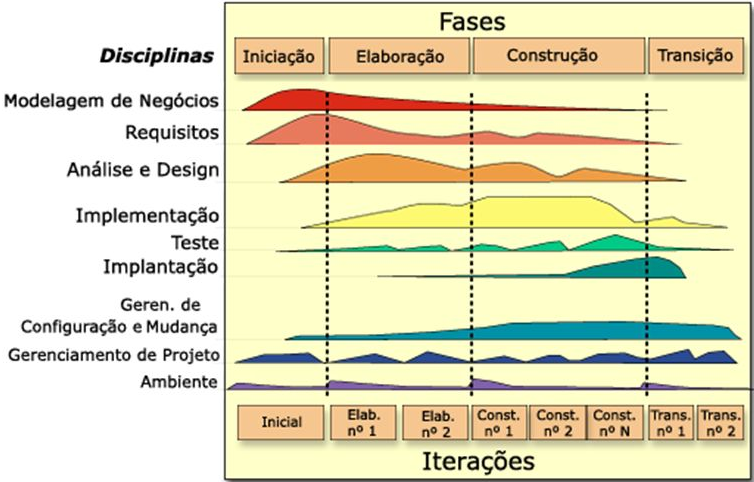 Fases
Disciplinas
Iniciação
Elaboração
Construção
Transição
Modelagem de Negócios
Requisitos
Análise e Design
Implementação
Teste
Implantação
Geren. de
Configuração e Mudança
Gerenciamento de Projeto
Ambiente
Inicial
Elab.
nº 1
Elab.
nº 2
Const.
nº 1
Const.
nº 2
Const.
nº N
Trans.
nº 1
Trans.
nº 2
Iterações